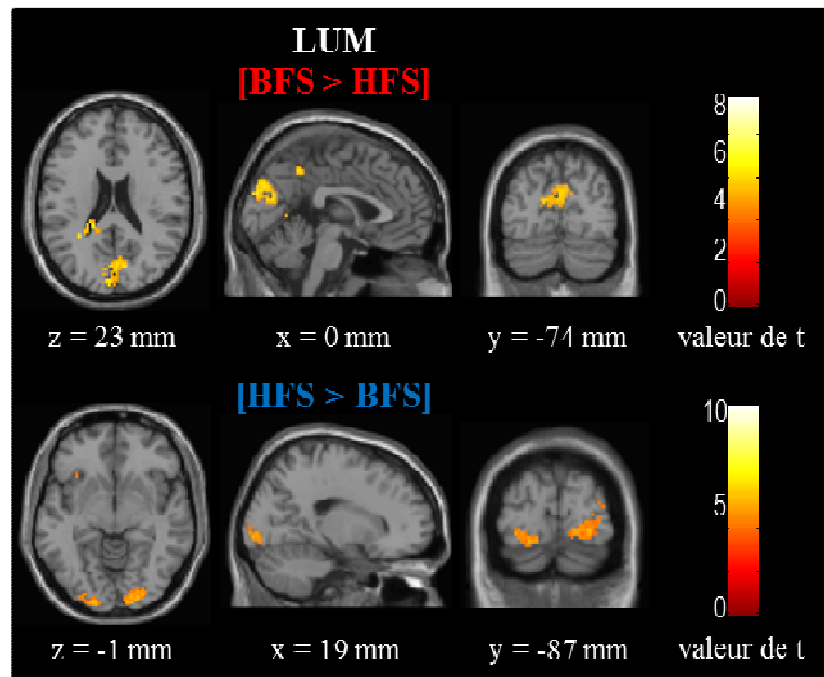 LUM
[BFS > HFS]
8
6
4
2
0
z = 23 mm
x = 0 mm
y = -74 mm
valeur de t
[HFS > BFS]
10
5
0
z = -1 mm
x = 19 mm
y = -87 mm
valeur de t